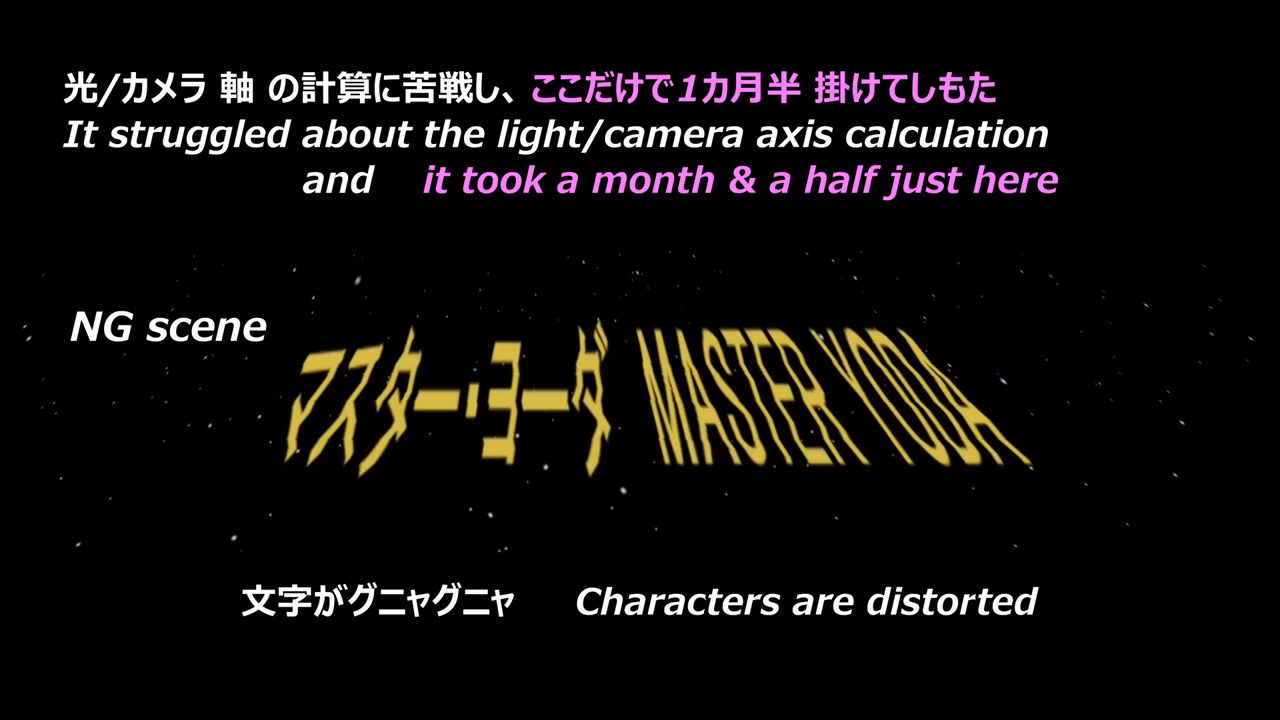 光/カメラ 軸 の計算に苦戦し、ここだけで1カ月半 掛けてしもた
It struggled about the light/camera axis calculation
and it took a month & a half just here
NG scene
マスター・ヨーダ MASTER YODA
文字がグニャグニャ Characters are distorted